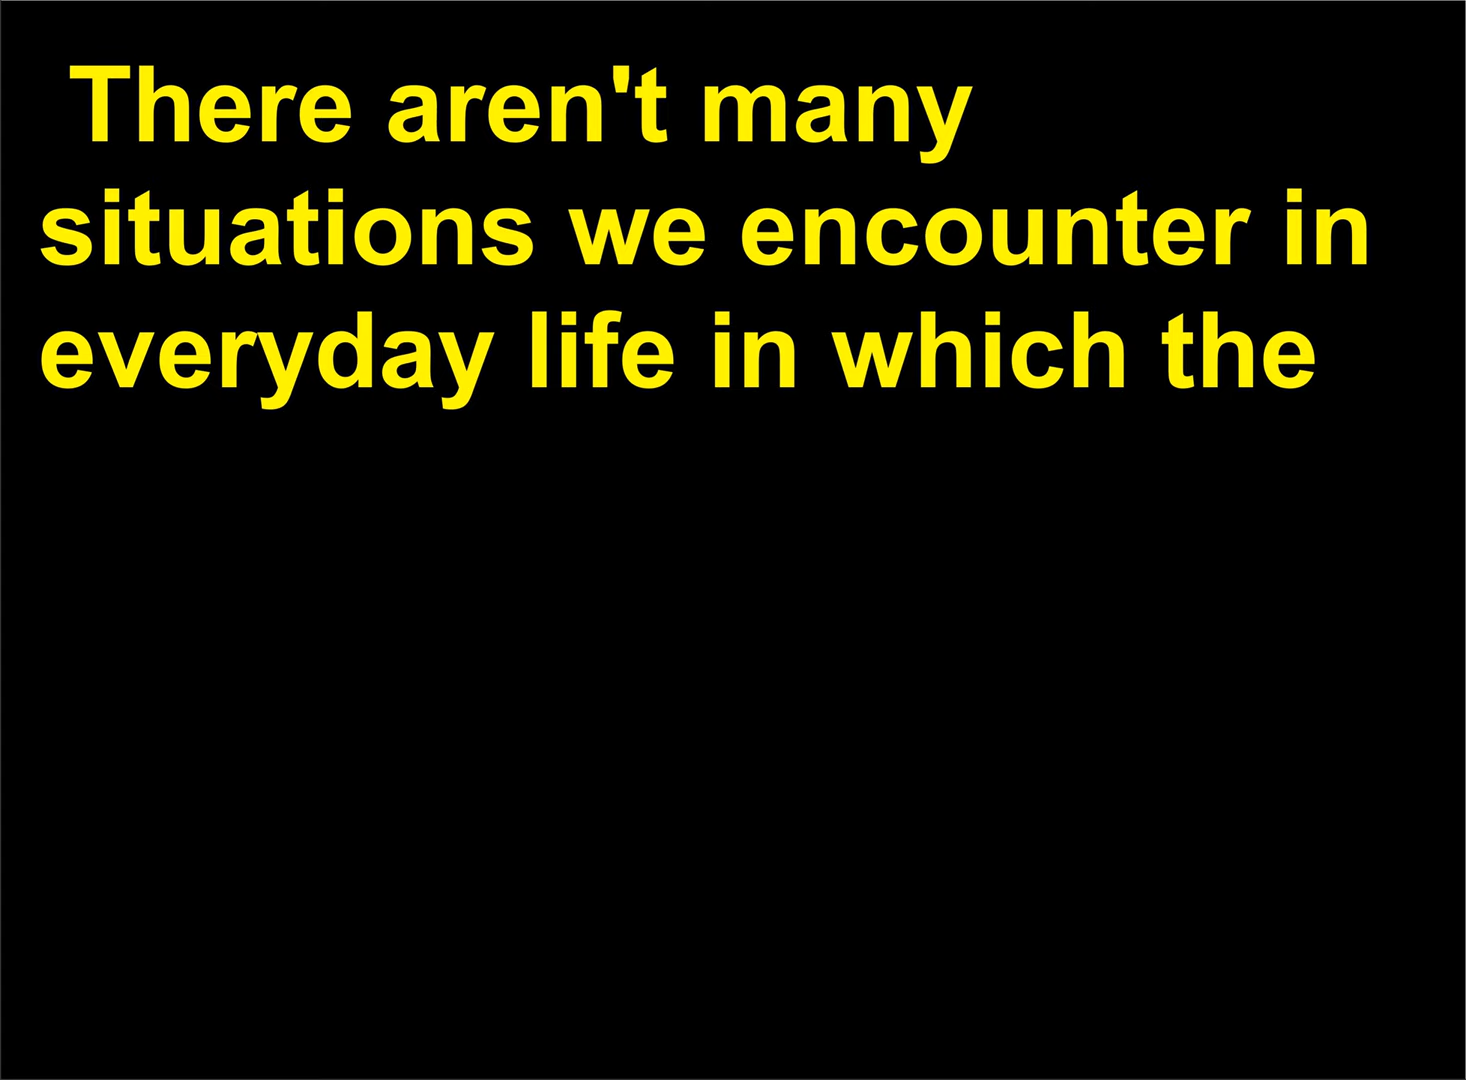 There aren't many
situations we encounter in
everyday life in which the